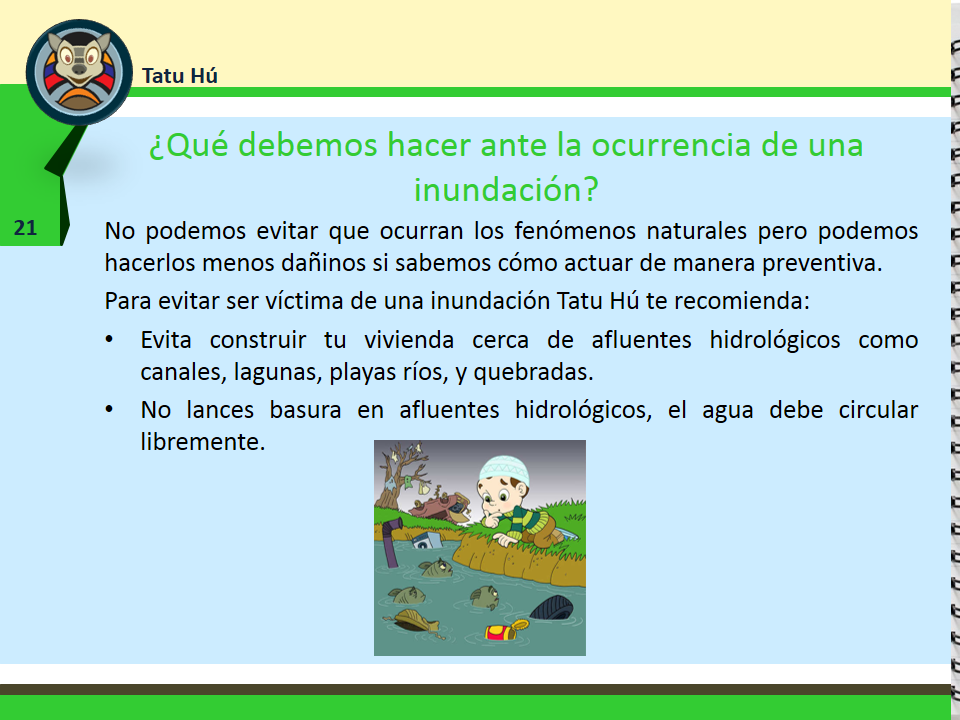 Tatu Hú
¿Qué debemos hacer ante la ocurrencia de una
inundación?
21
No podemos evitar que ocurran los fenómenos naturales pero podemos
hacerlos menos dañinos si sabemos cómo actuar de manera preventiva.
Para evitar ser víctima de una inundación Tatu Hú te recomienda:
• Evita construir tu vivienda cerca de afluentes hidrológicos como
canales, lagunas, playas ríos, y quebradas.
• No lances basura en afluentes hidrológicos, el agua debe circular
libremente.